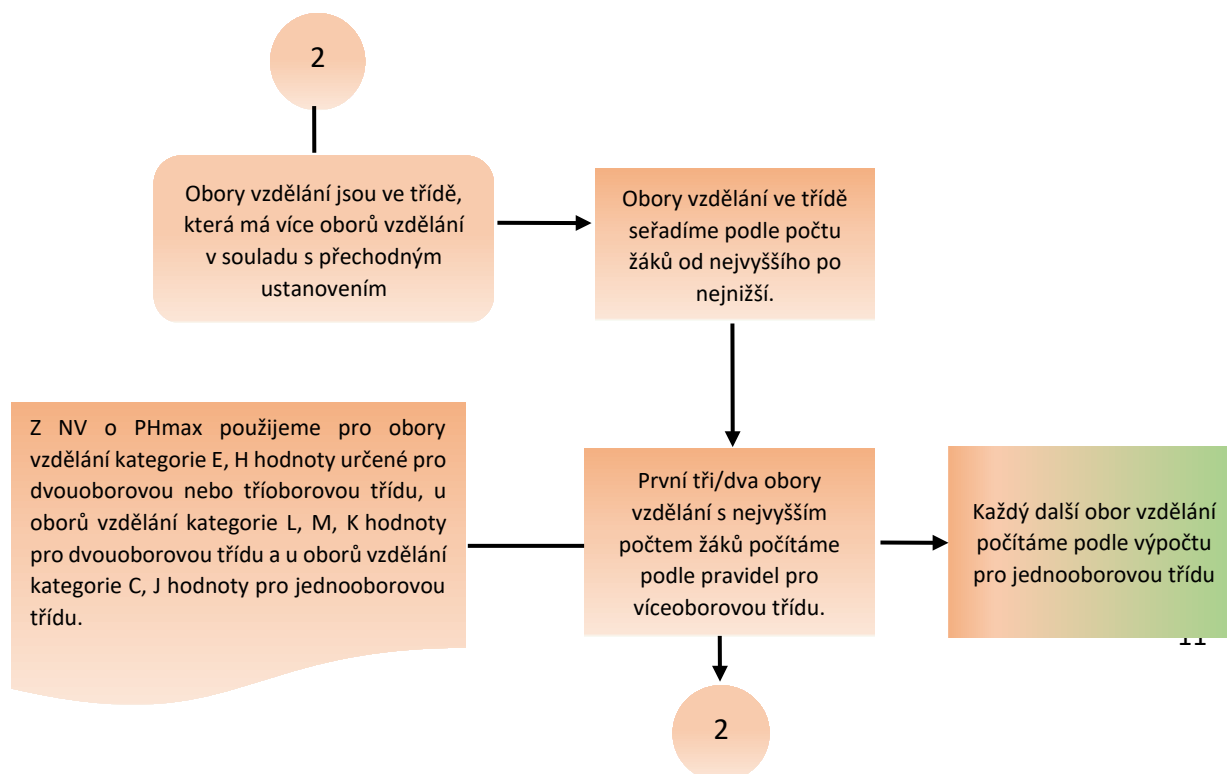 2
Obory vzdělání jsou ve třídě,
která má více oborů vzdělání
v souladu s přechodným
ustanovením
Obory vzdělání ve třídě
seřadíme podle počtu
žáků od nejvyššího po
nejnižší.
Z NV o PHmax použijeme pro obory
vzdělání kategorie E, H hodnoty určené pro
dvouoborovou nebo tříoborovou třídu, u
oborů vzdělání kategorie L, M, K hodnoty
pro dvouoborovou třídu a u oborů vzdělání
kategorie C, J hodnoty pro jednooborovou
třídu.
První tři/dva obory
vzdělání s nejvyšším
počtem žáků počítáme
podle pravidel pro
víceoborovou třídu.
Každý další obor vzdělání
počítáme podle výpočtu
pro jednooborovou třídu
11
2